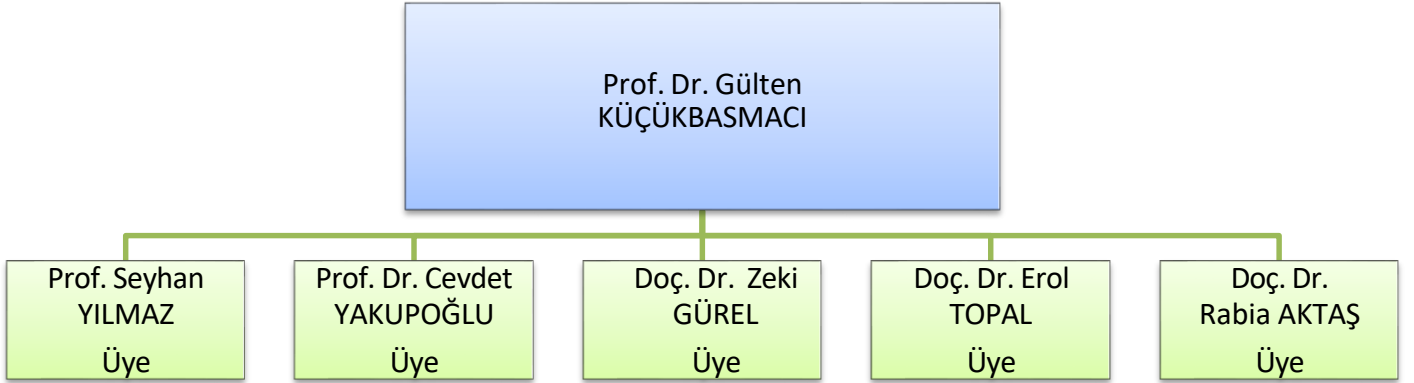 Prof. Dr. Gülten
KÜÇÜKBASMACI
Prof. Seyhan
YILMAZ
Üye
Prof. Dr. Cevdet
YAKUPOĞLU
Üye
Doç. Dr. Zeki
GÜREL
Üye
Doç. Dr. Erol
TOPAL
Üye
Doç. Dr.
Rabia AKTAŞ
Üye